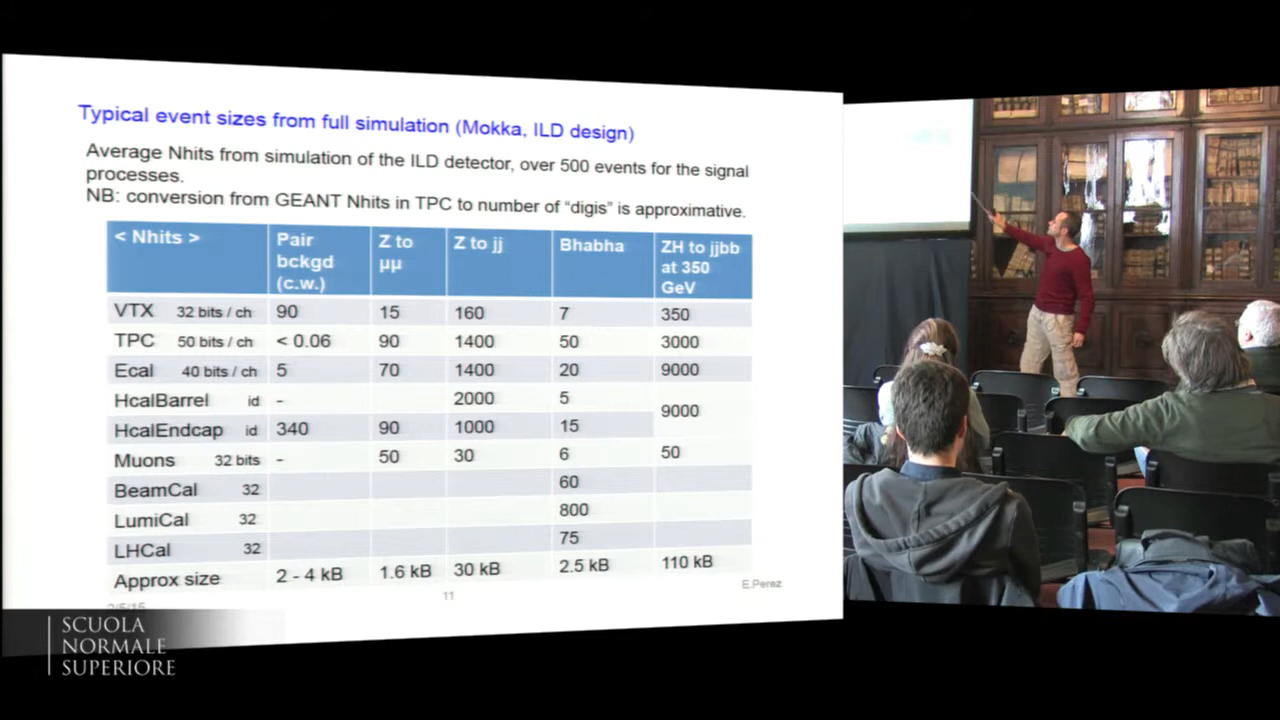 Typical event sizes from full simulation (Mokka, ILD design)
Average Nhits from simulation of the ILD detector, over 500 events for the signal
processes.
NB: conversion from GEANT Nhits in TPC to number of “digis” is approximative.
< Nhits > Pair bckgd (c.w.) Z to μμ Z to jj Bhabha ZH to jjbb at 350 GeV
VTX 32 bits / ch 90 15 160 7 350
TPC 50 bits / ch < 0.06 90 1400 50 3000
Ecal 40 bits / ch 5 70 1400 20 9000
HcalBarrel id - 2000 5 9000
HcalEndcap id 340 90 1000 15
Muons 32 bits - 50 30 6 50
BeamCal 32 60
LumiCal 32 800
LHCal 32 75
Approx size 2 - 4 kB 1.6 kB 30 kB 2.5 kB 110 kB
11
E.Perez
SCUOLA
NORMALE
SUPERIORE